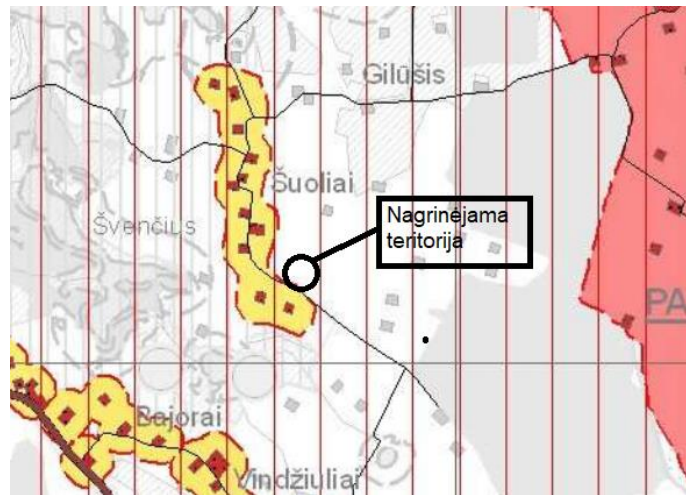 Gilūšis
Šuoliai
Švenčius
Nagrinėjama
teritorija
PA
Bajorai
Vindžiuliai